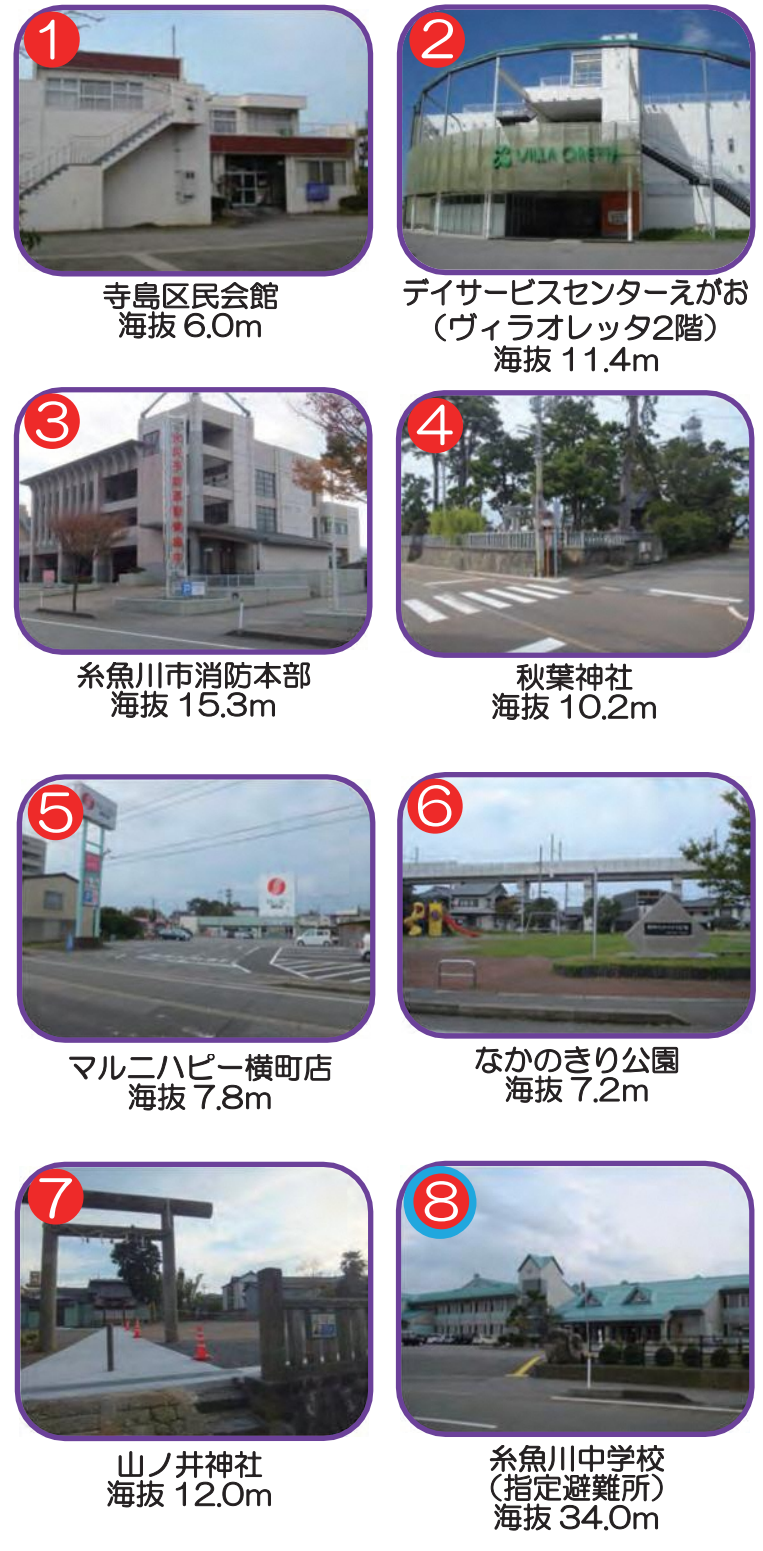 1
寺島区民会館
海抜 6.0m
2
VILLA ORETTA
デイサービスセンターえがお
（ヴィラオレッタ2階）
海抜 11.4m
3
糸魚川市消防本部
海抜 15.3m
4
秋葉神社
海抜 10.2m
5
マルニハピー横町店
海抜 7.8m
6
なかのきり公園
海抜 7.2m
7
山ノ井神社
海抜 12.0m
8
糸魚川中学校
（指定避難所）
海抜 34.0m